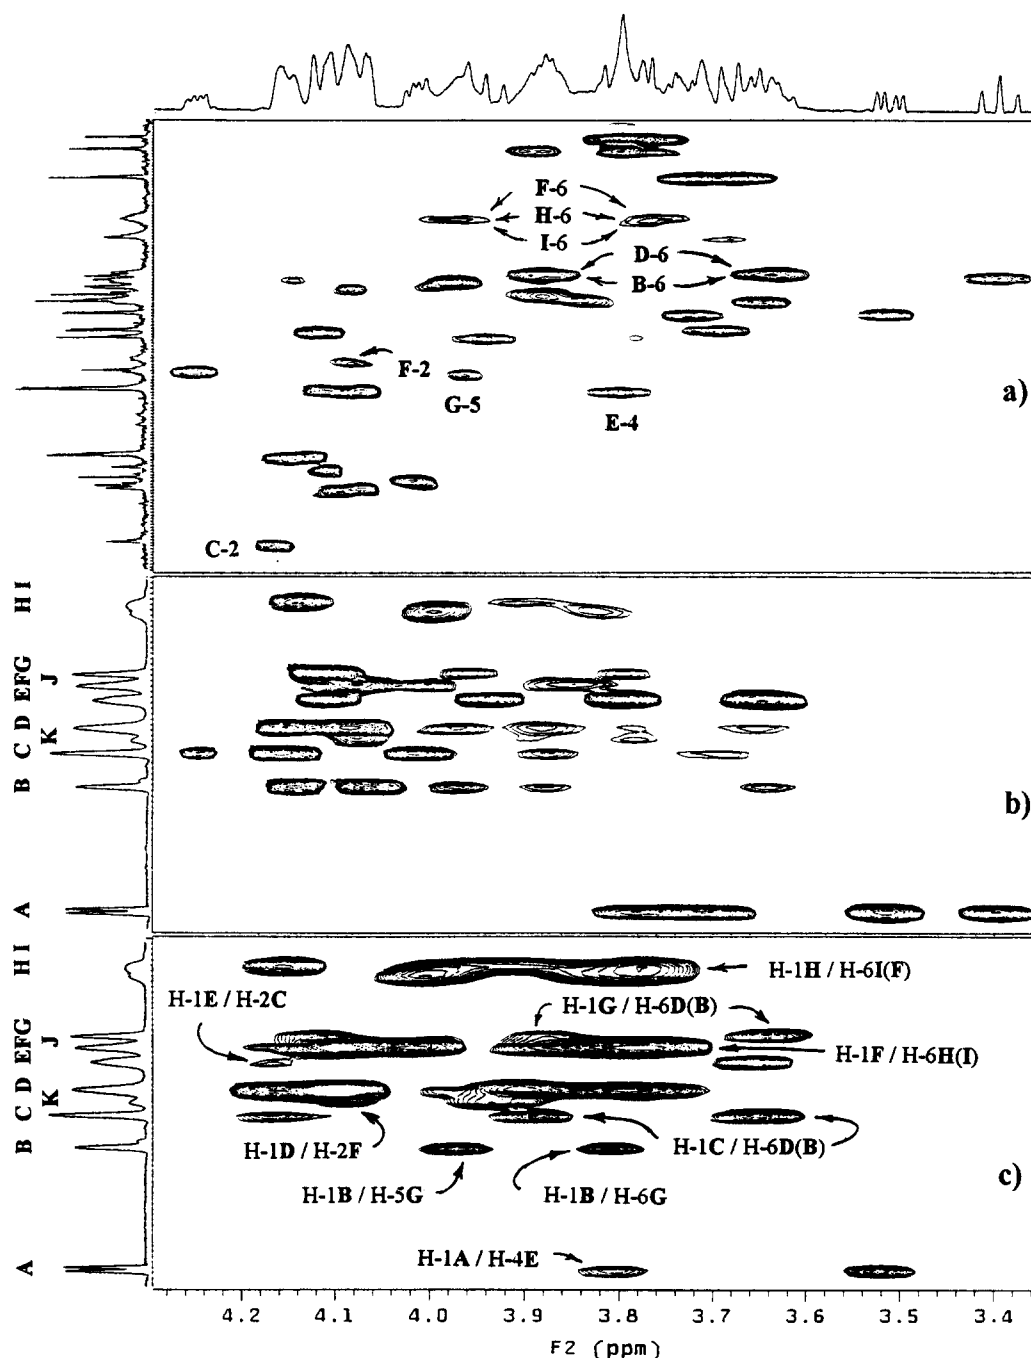 F-6
H-6
I-6
D-6
B-6
F-2
G-5
E-4
a)
C-2
H I
E F G
J
D
K
C
B
A
b)
H I
E F G
J
D
K
C
B
A
H-1H / H-6I(F)
H-1E / H-2C
H-1G / H-6D(B)
H-1F / H-6H(I)
H-1D / H-2F
H-1C / H-6D(B)
H-1B / H-5G
H-1B / H-6G
c)
H-1A / H-4E
4.2 4.1 4.0 3.9 3.8 3.7 3.6 3.5 3.4
F2 (ppm)